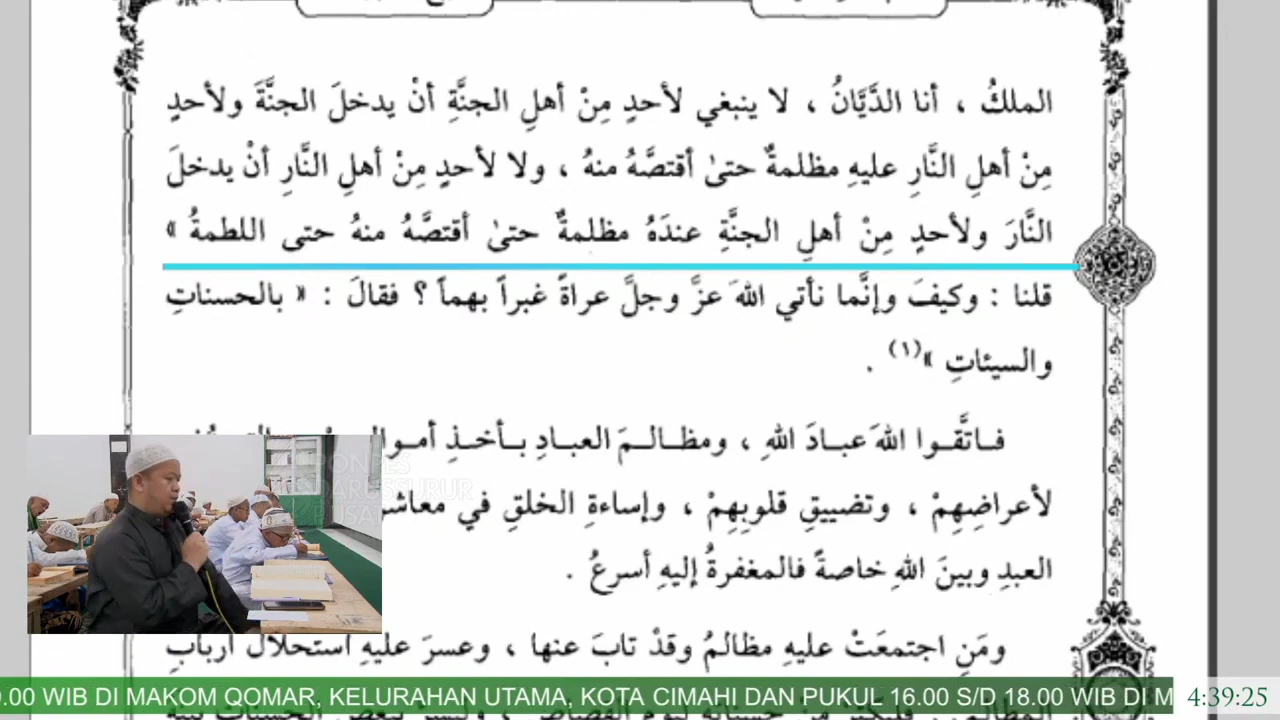 الملكُ ، أنا الدَّيَّانُ ، لا ينبغي لأحدٍ مِنْ أهلِ الجنَّةِ أنْ يدخلَ الجنَّةَ ولأحدٍ
مِنْ أهلِ النَّارِ عليهِ مظلمةٌ حتىٰ أقتصَّهُ منهُ ، ولا لأحدٍ مِنْ أهلِ النَّارِ أنْ يدخلَ
النَّارَ ولأحدٍ مِنْ أهلِ الجنَّةِ عندَهُ مظلمةٌ حتىٰ أقتصَّهُ منهُ حتى اللطمةُ »
قلنا : وكيفَ وإنَّما نأتي اللهَ عزَّ وجلَّ عراةً غبراً بهماً ؟ فقالَ : « بالحسناتِ
والسيئاتِ »(١) .
فاتَّقوا اللهَ عبادَ اللهِ ، ومظالمَ العبادِ بأخذِ
لأعراضِهِمْ ، وتضييقِ قلوبِهِمْ ، وإساءةِ الخلقِ في
العبدِ وبينَ اللهِ خاصةً فالمغفرةُ إليهِ أسرعُ .
ومَنِ اجتمعَتْ عليهِ مظالمُ وقدْ تابَ عنها ، وعسرَ عليهِ استحلالُ أربابِ
PONPES
DARUSSURUR
PUSAT
0.00 WIB DI MAKOM QOMAR, KELURAHAN UTAMA, KOTA CIMAHI DAN PUKUL 16.00 S/D 18.00 WIB DI M
4:39:25